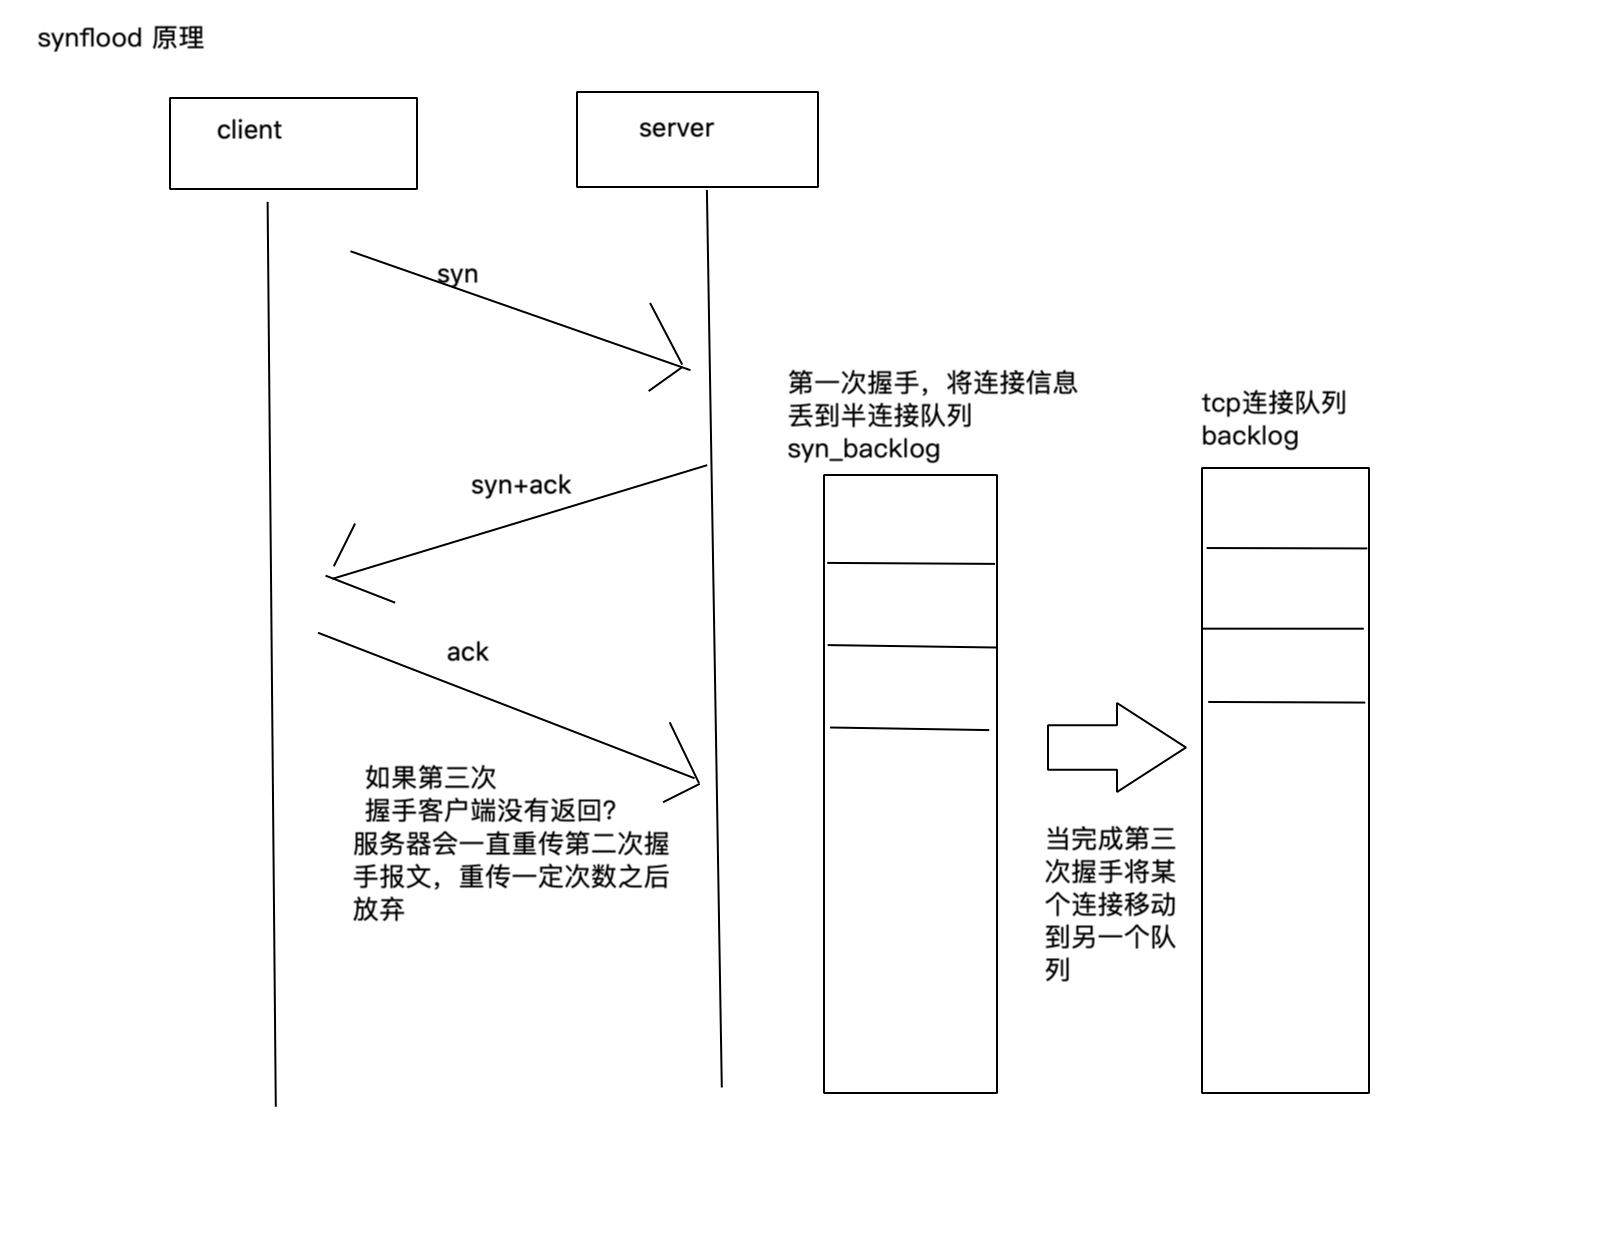 synflood 原理
client
server
syn
第一次握手，将连接信息
丢到半连接队列
syn_backlog
tcp连接队列
backlog
syn+ack
ack
如果第三次
握手客户端没有返回？
服务器会一直重传第二次握
手报文，重传一定次数之后
放弃
当完成第三
次握手将某
个连接移动
到另一个队
列